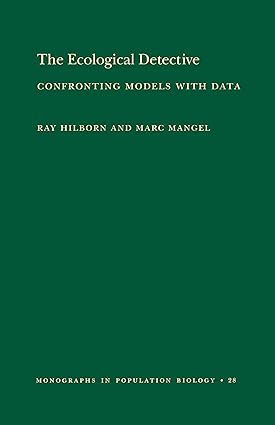 The Ecological Detective
CONFRONTING MODELS WITH DATA
RAY HILBORN AND MARC MANGEL
MONOGRAPHS IN POPULATION BIOLOGY • 28